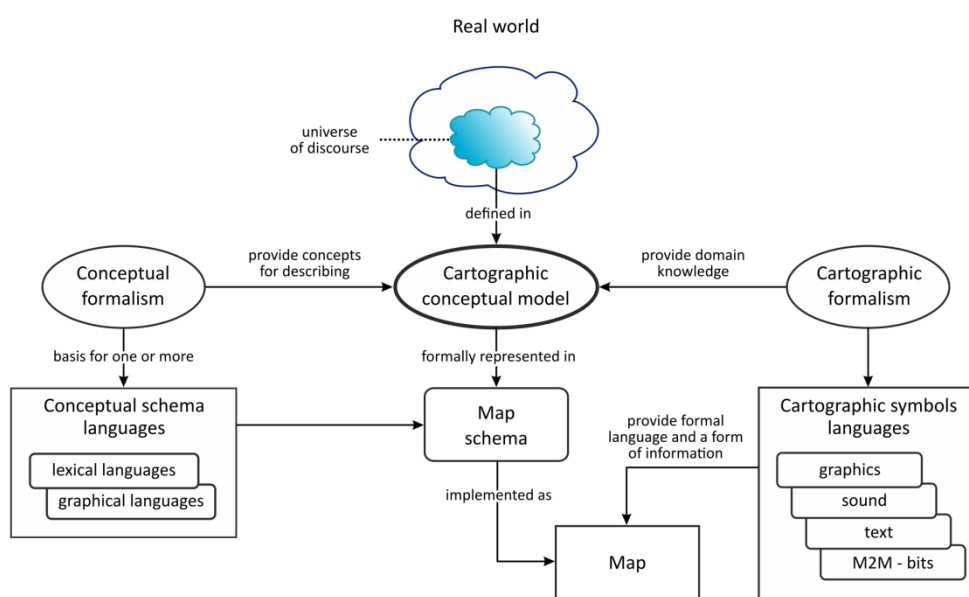 Real world
universe
of discourse
defined in
Conceptual
formalism
provide concepts
for describing
Cartographic
conceptual model
provide domain
knowledge
Cartographic
formalism
basis for one or more
formally represented in
Conceptual schema
languages
lexical languages
graphical languages
Map
schema
provide formal
language and a form
of information
Cartographic symbols
languages
graphics
sound
text
M2M - bits
implemented as
Map